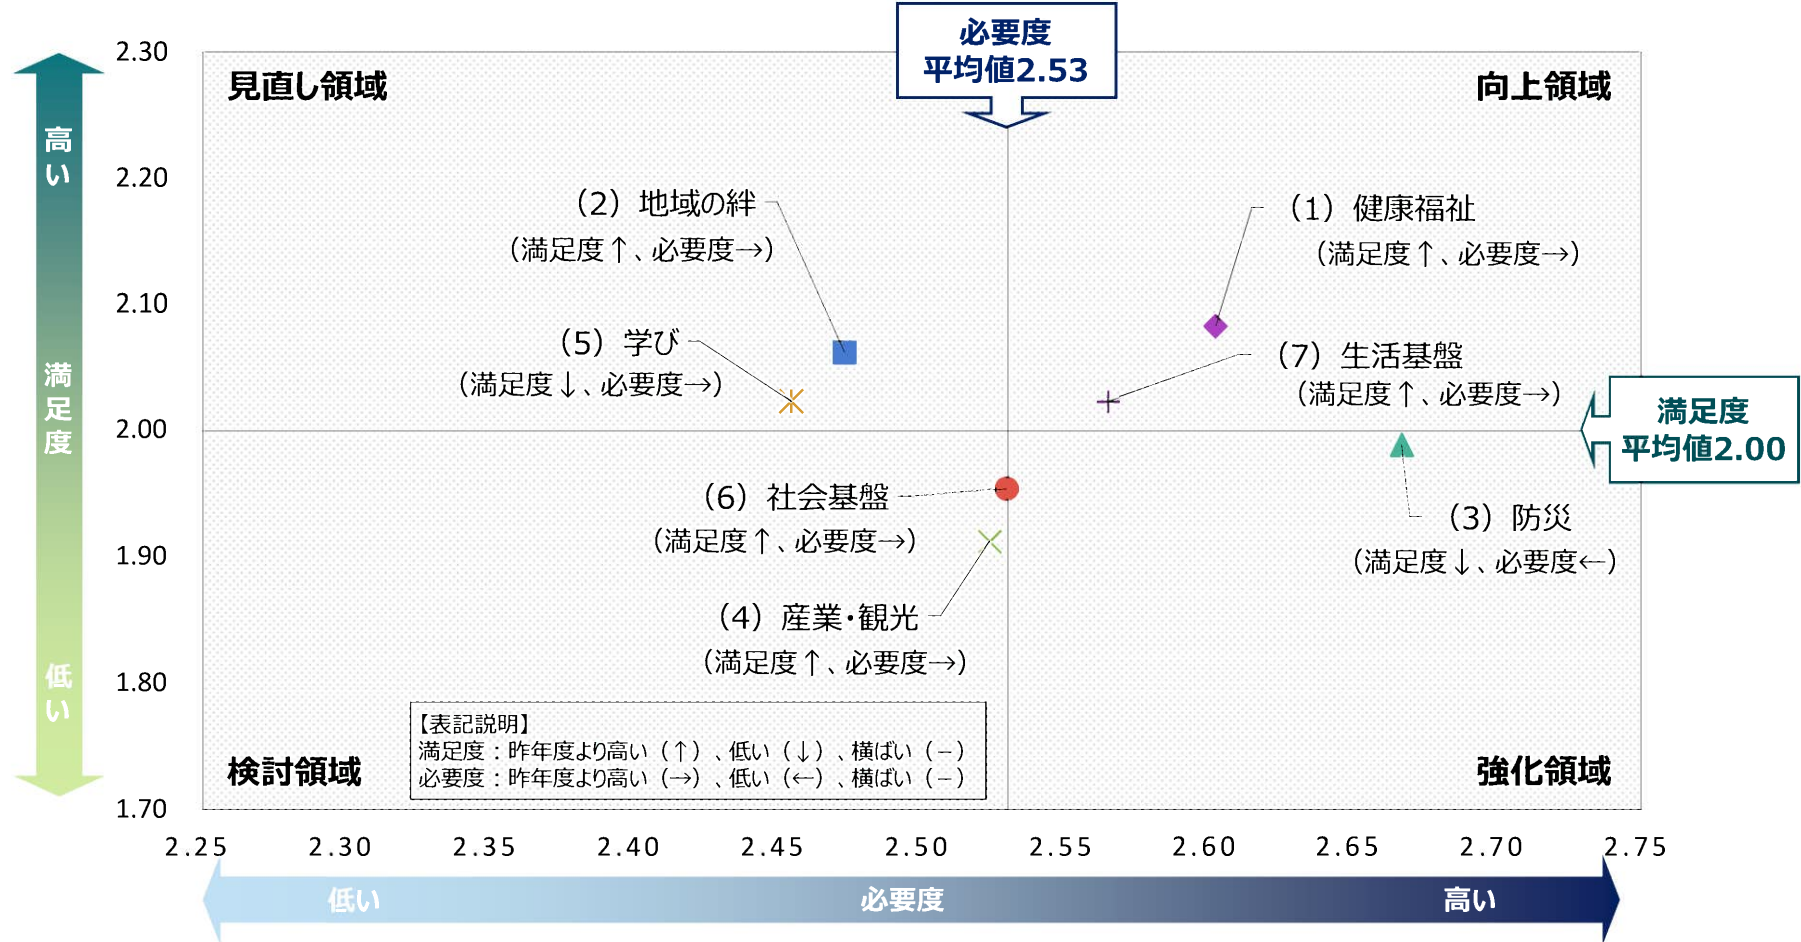 必要度
平均値2.53
2.30
見直し領域
向上領域
高い
2.20
(2) 地域の絆
(満足度↑、必要度→)
(1) 健康福祉
(満足度↑、必要度→)
2.10
(5) 学び
(満足度↓、必要度→)
(7) 生活基盤
(満足度↑、必要度→)
満足度
2.00
満足度
平均値2.00
(6) 社会基盤
(満足度↑、必要度→)
(3) 防災
(満足度↓、必要度←)
1.90
(4) 産業・観光
(満足度↑、必要度→)
低い
1.80
【表記説明】
満足度：昨年度より高い（↑）、低い（↓）、横ばい（−）
必要度：昨年度より高い（→）、低い（←）、横ばい（−）
検討領域
強化領域
1.70
2.25 2.30 2.35 2.40 2.45 2.50 2.55 2.60 2.65 2.70 2.75
低い 必要度 高い